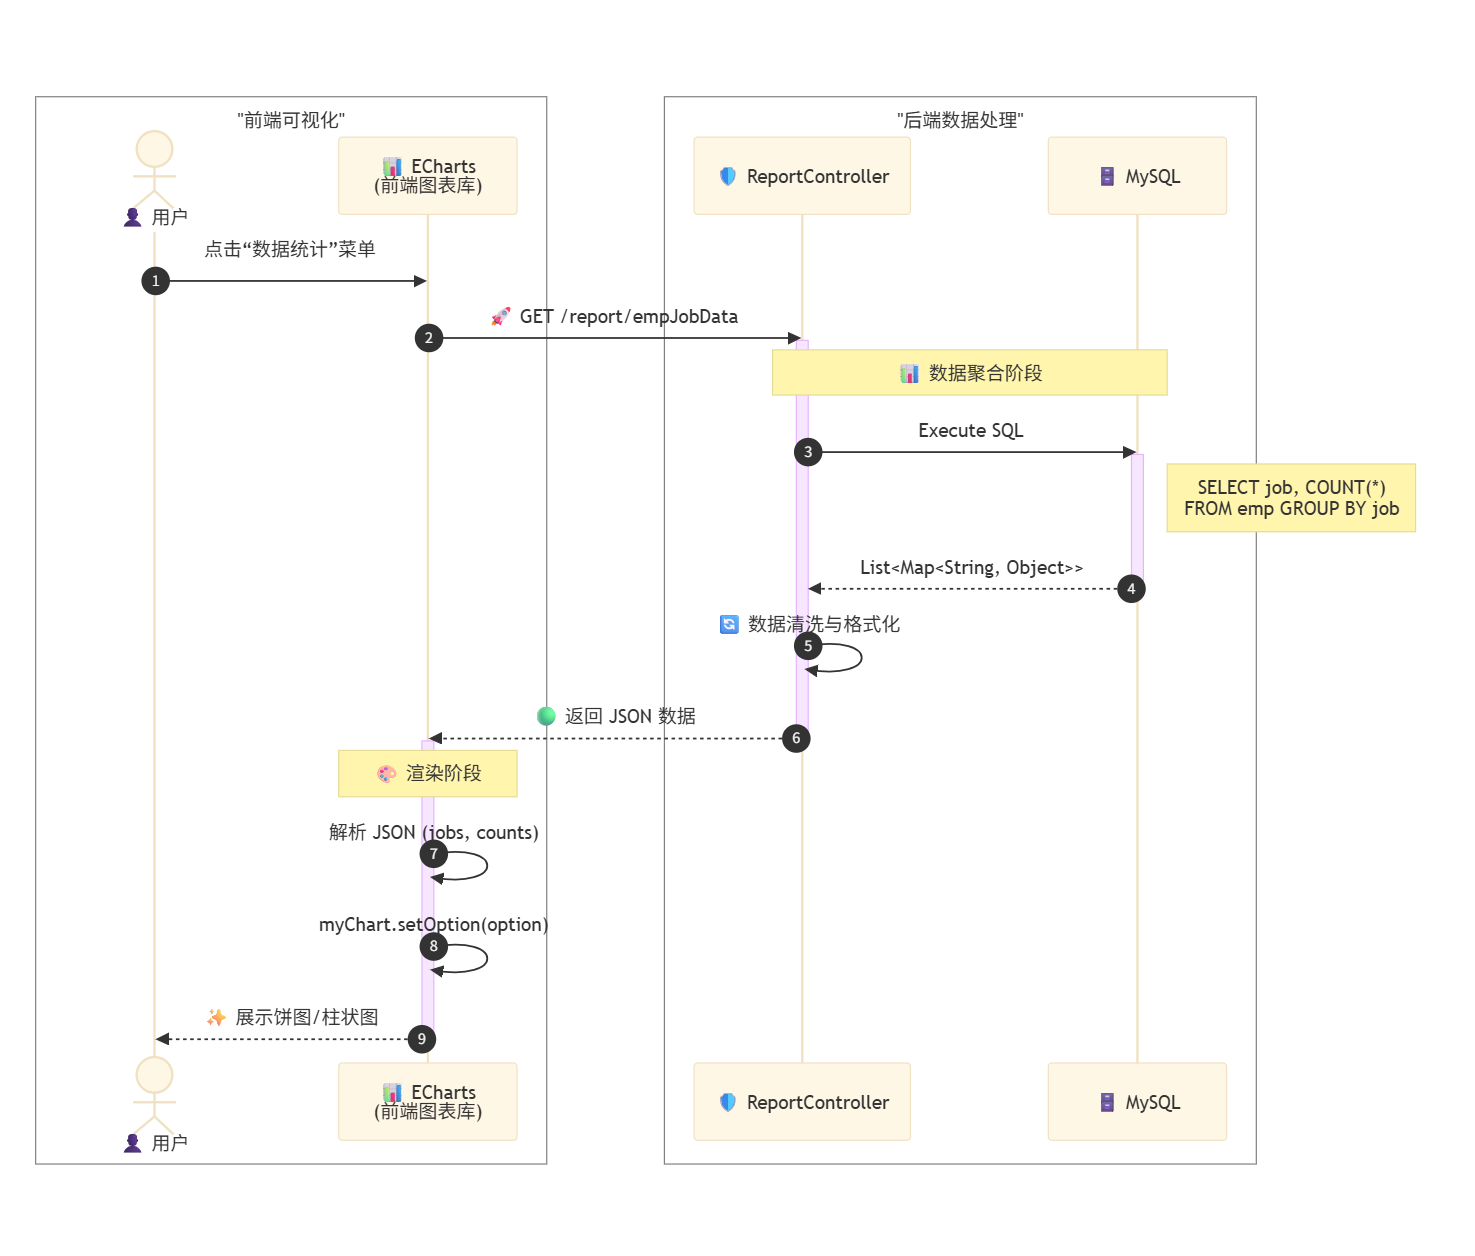 "前端可视化"
"后端数据处理"
📊 ECharts
(前端图表库)
🛡️ ReportController
🗄️ MySQL
👤 用户
点击“数据统计”菜单
1
🚀 GET /report/empJobData
2
📊 数据聚合阶段
Execute SQL
3
SELECT job, COUNT(*)
FROM emp GROUP BY job
List<Map<String, Object>>
4
🔄 数据清洗与格式化
5
🟢 返回 JSON 数据
6
🎨 渲染阶段
解析 JSON (jobs, counts)
7
myChart.setOption(option)
8
✨ 展示饼图/柱状图
9
📊 ECharts
(前端图表库)
🛡️ ReportController
🗄️ MySQL
👤 用户